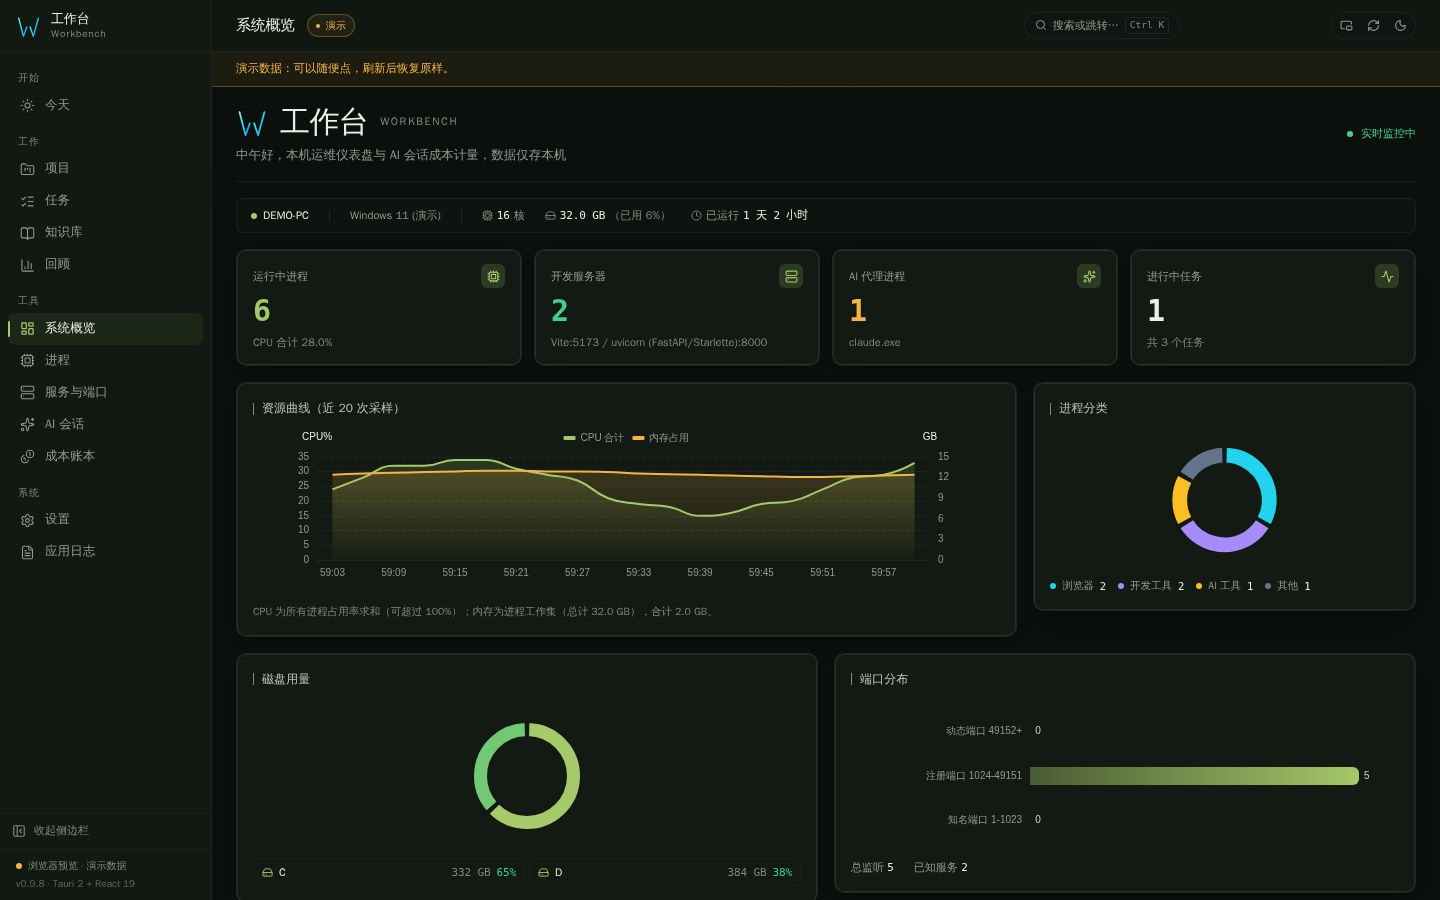 工作台
Workbench
开始
今天
工作
项目
任务
知识库
回顾
工具
系统概览
进程
服务与端口
AI 会话
成本账本
系统
设置
应用日志
收起侧边栏
浏览器预览 · 演示数据
v0.9.8 · Tauri 2 + React 19
系统概览 演示
搜索或跳转… Ctrl K
演示数据：可以随便点，刷新后恢复原样。
工作台 WORKBENCH
中午好，本机运维仪表盘与 AI 会话成本计量，数据仅存本机
实时监控中
DEMO-PC Windows 11 (演示) 16 核 32.0 GB （已用 6%） 已运行 1 天 2 小时
运行中进程
6
CPU 合计 28.0%
开发服务器
2
Vite:5173 / uvicorn (FastAPI/Starlette):8000
AI 代理进程
1
claude.exe
进行中任务
1
共 3 个任务
资源曲线（近 20 次采样）
CPU% CPU 合计 内存占用 GB
35 15
30 12
25
20 9
15 6
10
5 3
0 0
59:03 59:09 59:15 59:21 59:27 59:33 59:39 59:45 59:51 59:57
CPU 为所有进程占用率求和（可超过 100%）；内存为进程工作集（总计 32.0 GB），合计 2.0 GB。
进程分类
浏览器 2 开发工具 2 AI 工具 1 其他 1
磁盘用量
C 332 GB 65% D 384 GB 38%
端口分布
动态端口 49152+ 0
注册端口 1024-49151 5
知名端口 1-1023 0
总监听 5 已知服务 2